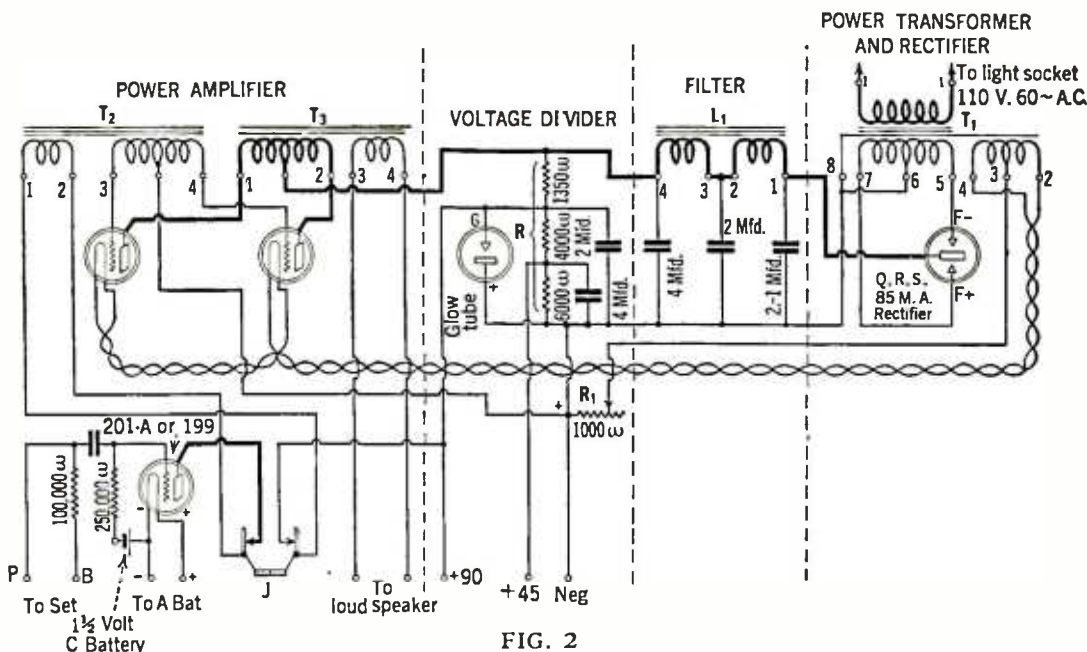 POWER TRANSFORMER
AND RECTIFIER
POWER AMPLIFIER
VOLTAGE DIVIDER
FILTER
To light socket
110 V. 60~ A.C.
T2
T3
L1
T1
1
1
1
2
3
4
1
2
3
4
4
3
2
1
8
7
6
5
4
3
2
R
1350ω
4000ω
6000ω
2 Mfd
4 Mfd.
4 Mfd.
2 Mfd.
2.-1 Mfd.
G
+
Glow
tube
F-
F+
Q. R. S.
85 M. A.
Rectifier
+
R1
1000 ω
201-A or 199
100,000ω
250,000ω
-
+
P
B
-
+
J
+90
+45
Neg
To Set
To A Bat
To
loud speaker
1½ Volt
C Battery
FIG. 2